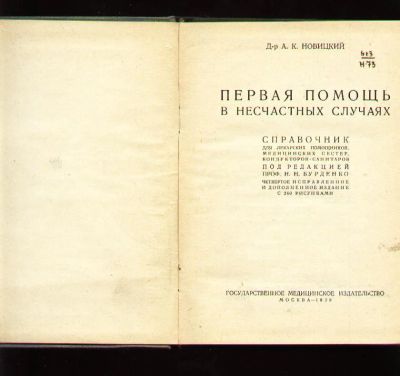 Д-р А. К. НОВИЦКИЙ
ПЕРВАЯ ПОМОЩЬ
В НЕСЧАСТНЫХ СЛУЧАЯХ
СПРАВОЧНИК
ДЛЯ ЛЕКАРСКИХ ПОМОЩНИКОВ,
МЕДИЦИНСКИХ СЕСТЕР,
КОНДУКТОРОВ-САНИТАРОВ
ПОД РЕДАКЦИЕЙ
ПРОФ. Н. Н. БУРДЕНКО
ЧЕТВЕРТОЕ ИСПРАВЛЕННОЕ
И ДОПОЛНЕННОЕ ИЗДАНИЕ
С 260 РИСУНКАМИ
ГОСУДАРСТВЕННОЕ МЕДИЦИНСКОЕ ИЗДАТЕЛЬСТВО
МОСКВА